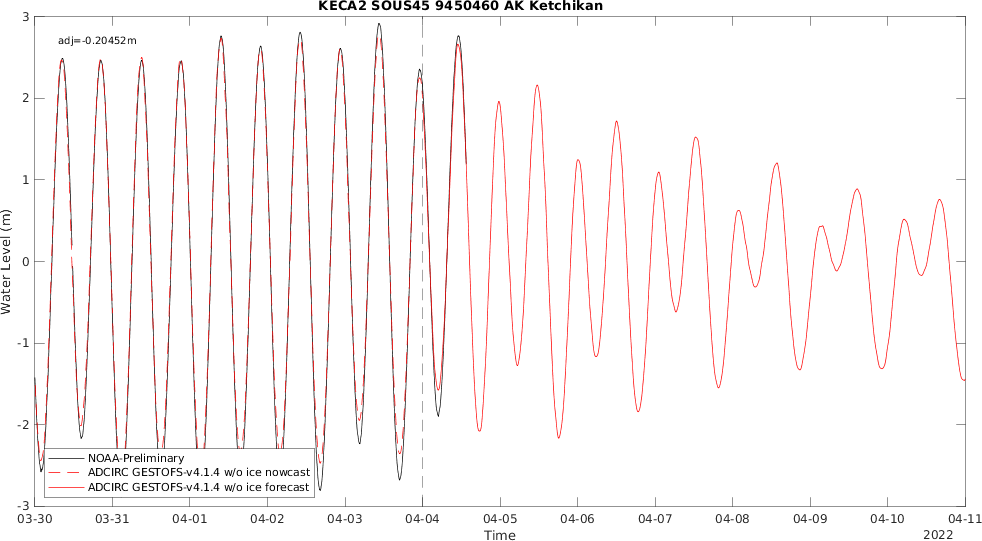 KECA2 SOUS45 9450460 AK Ketchikan
adj=-0.20452m
3
2
1
0
-1
-2
-3
Water Level (m)
NOAA-Preliminary
ADCIRC GESTOFS-v4.1.4 w/o ice nowcast
ADCIRC GESTOFS-v4.1.4 w/o ice forecast
03-30 03-31 04-01 04-02 04-03 04-04 04-05 04-06 04-07 04-08 04-09 04-10 04-11
Time
2022